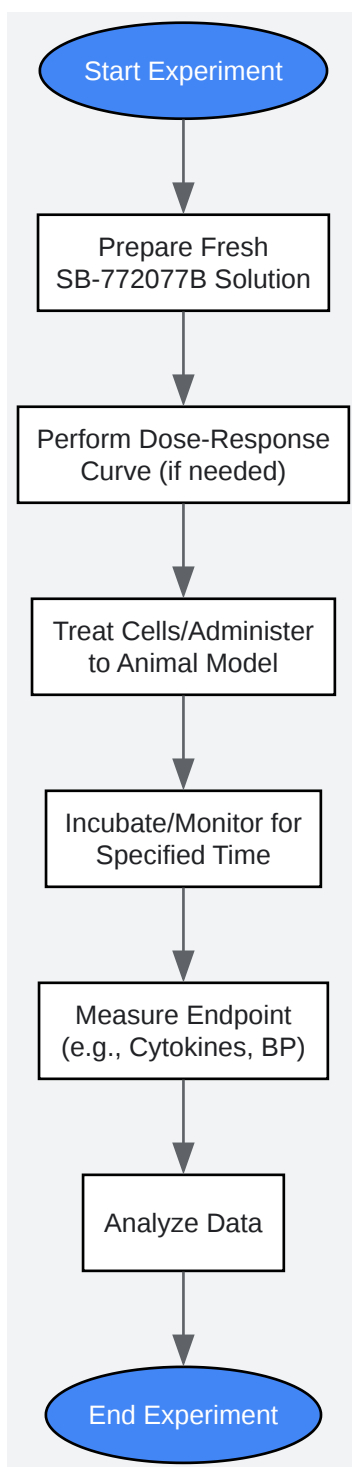 Start Experiment
Prepare Fresh
SB-772077B Solution
Perform Dose-Response
Curve (if needed)
Treat Cells/Administer
to Animal Model
Incubate/Monitor for
Specified Time
Measure Endpoint
(e.g., Cytokines, BP)
Analyze Data
End Experiment